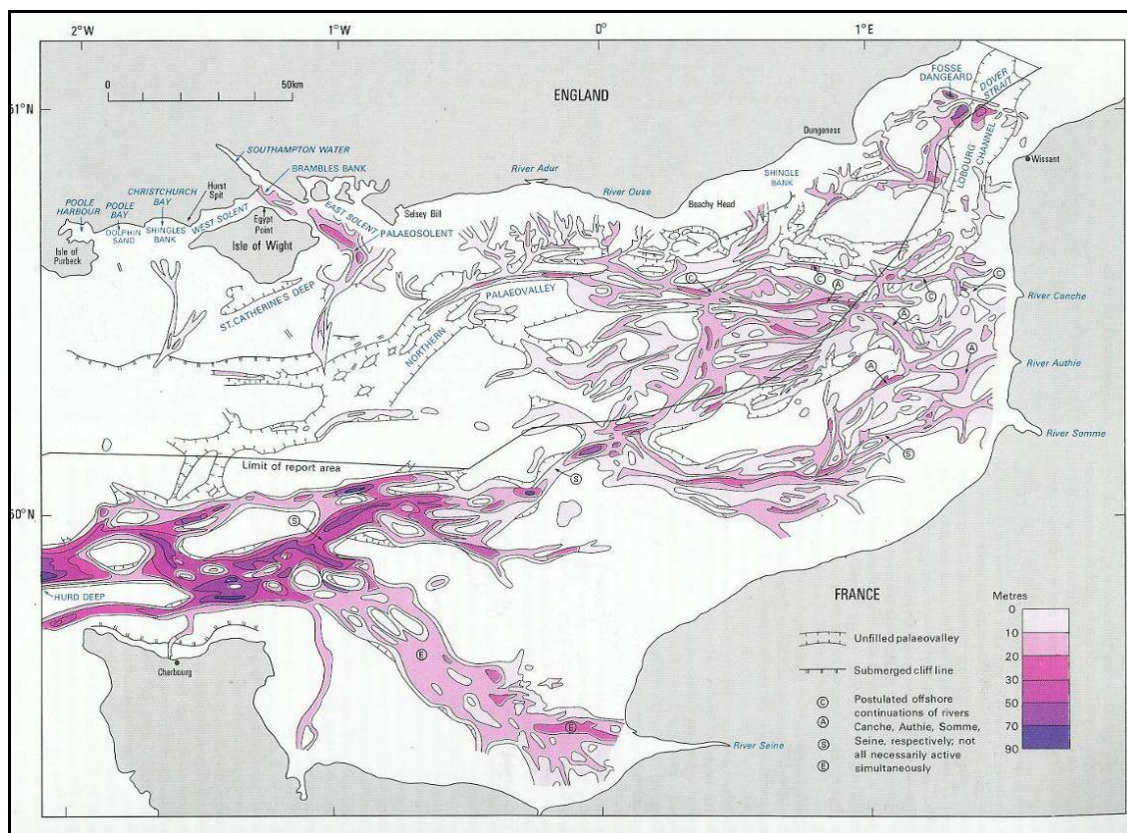 2°W
1°W
0°
1°E
0
50km
ENGLAND
FOSSE
DANGEARD
DOVER
STRAIT
51°N
SOUTHAMPTON WATER
BRAMBLES BANK
Dungeness
LOBOURG
CHANNEL
Wissant
River Adur
SHINGLE
BANK
CHRISTCHURCH
BAY
Hurst
Spit
POOLE
HARBOUR
POOLE
BAY
DOLPHIN
SAND
SHINGLES
BANK
WEST SOLENT
Egypt
Point
EAST SOLENT
PALAEOSOLENT
Selsey Bill
River Ouse
Beachy Head
Isle of
Purbeck
Isle of Wight
ST. CATHERINE'S DEEP
NORTHERN
PALAEOVALLEY
C
C
A
C
C
River Canche
A
A
A
River Authie
River Somme
S
S
Limit of report area
50°N
S
HURD DEEP
Cherbourg
E
E
River Seine
FRANCE
Unfilled palaeovalley
Submerged cliff line
C
A
S
E
Postulated offshore
continuations of rivers
Canche, Authie, Somme,
Seine, respectively; not
all necessarily active
simultaneously
Metres
0
10
20
30
50
70
90